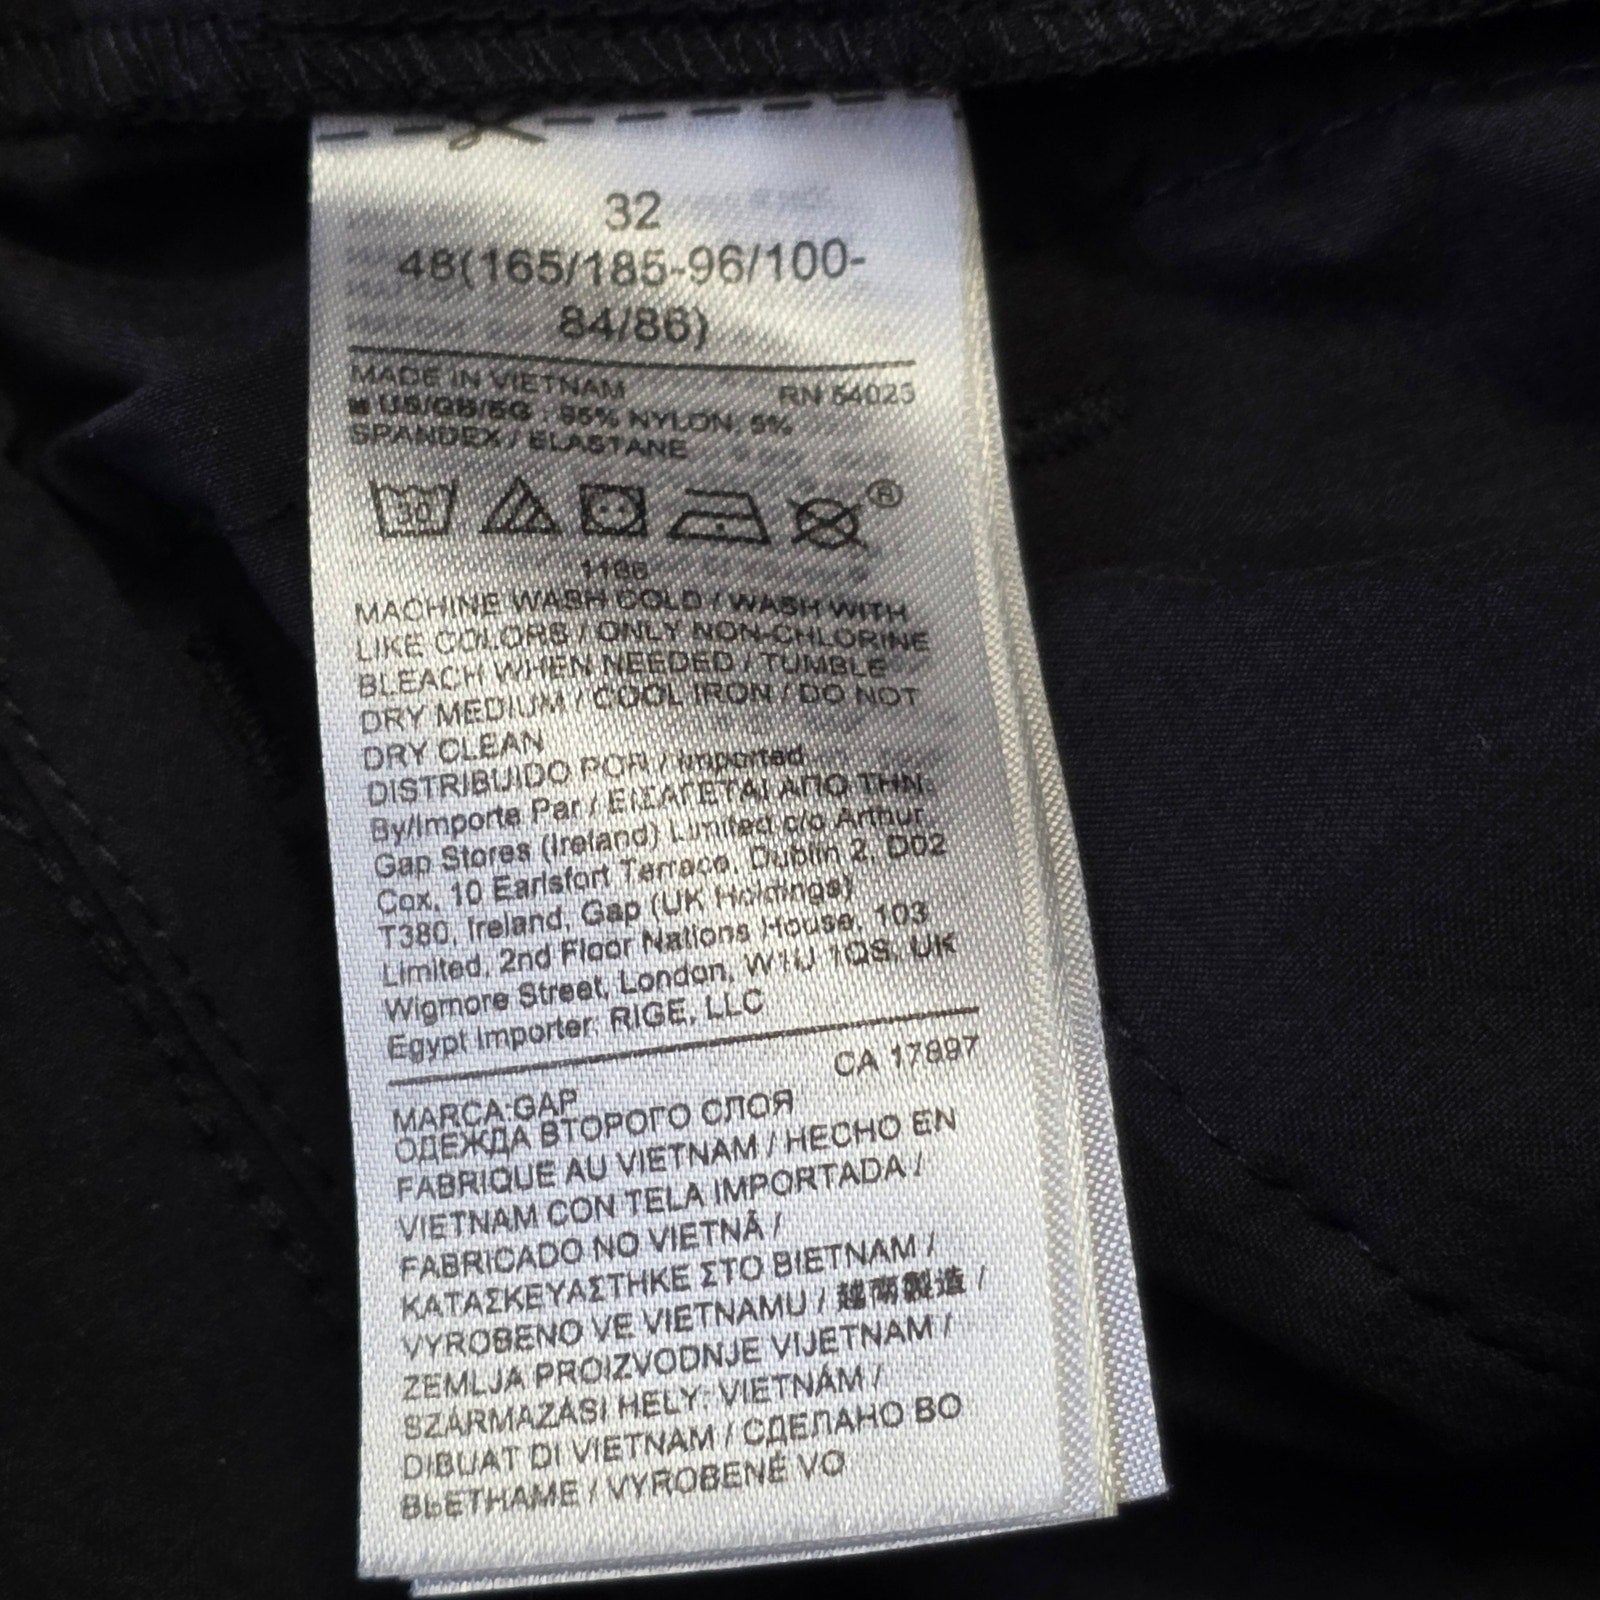 32
48(165/185-96/100-
84/86)
MADE IN VIETNAM RN 54023
US/GB/EG : 95% NYLON, 5%
SPANDEX / ELASTANE
30 ®
MACHINE WASH COLD / WASH WITH
LIKE COLORS / ONLY NON-CHLORINE
BLEACH WHEN NEEDED / TUMBLE
DRY MEDIUM / COOL IRON / DO NOT
DRY CLEAN
DISTRIBUIDO POR / Imported
By/Importe Par / ΕΙΣΑΓΕΤΑΙ ΑΠΟ ΤΗΝ:
Gap Stores (Ireland) Limited c/o Arthur
Cox, 10 Earlsfort Terrace, Dublin 2, D02
T380, Ireland, Gap (UK Holdings)
Limited, 2nd Floor Nations House, 103
Wigmore Street, London, W1U 1QS, UK
Egypt Importer: RIGE, LLC
CA 17897
MARCA:GAP
ОДЕЖДА ВТОРОГО СЛОЯ
FABRIQUE AU VIETNAM / HECHO EN
VIETNAM CON TELA IMPORTADA /
FABRICADO NO VIETNÃ /
ΚΑΤΑΣΚΕΥΑΣΤΗΚΕ ΣΤΟ ΒΙΕΤΝΑΜ /
VYROBENO VE VIETNAMU / 越南製造 /
ZEMLJA PROIZVODNJE VIJETNAM /
SZÁRMAZÁSI HELY: VIETNÁM /
DIBUAT DI VIETNAM / СДЕЛАНО ВО
ВЬЕТНАМЕ / VYROBENÉ VO